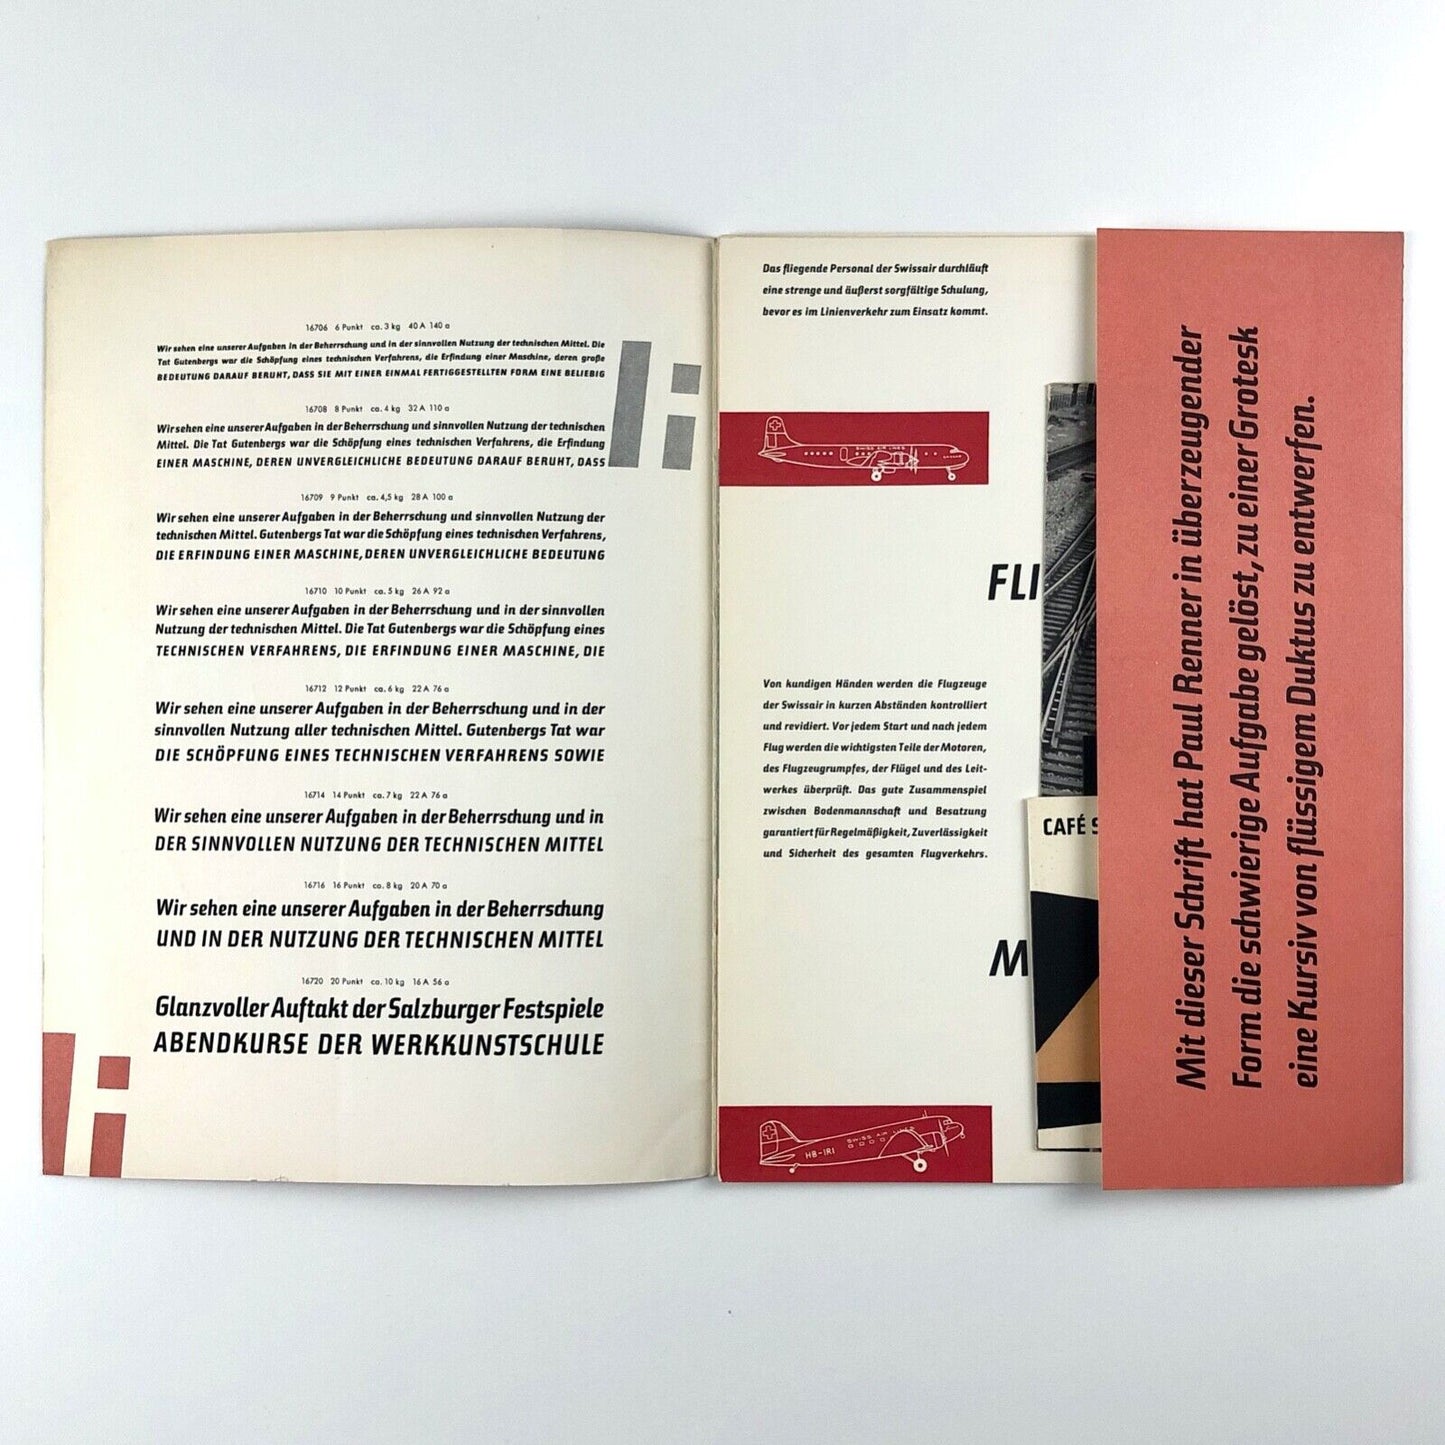 16706 6 Punkt ca. 3 kg 40 A 140 a
Wir sehen eine unserer Aufgaben in der Beherrschung und in der sinnvollen Nutzung der technischen Mittel. Die
Tat Gutenbergs war die Schöpfung eines technischen Verfahrens, die Erfindung einer Maschine, deren große
BEDEUTUNG DARAUF BERUHT, DASS SIE MIT EINER EINMAL FERTIGGESTELLTEN FORM EINE BELIEBIG
16708 8 Punkt ca. 4 kg 32 A 110 a
Wir sehen eine unserer Aufgaben in der Beherrschung und sinnvollen Nutzung der technischen
Mittel. Die Tat Gutenbergs war die Schöpfung eines technischen Verfahrens, die Erfindung
EINER MASCHINE, DEREN UNVERGLEICHLICHE BEDEUTUNG DARAUF BERUHT, DASS
16709 9 Punkt ca. 4,5 kg 28 A 100 a
Wir sehen eine unserer Aufgaben in der Beherrschung und sinnvollen Nutzung der
technischen Mittel. Gutenbergs Tat war die Schöpfung eines technischen Verfahrens,
DIE ERFINDUNG EINER MASCHINE, DEREN UNVERGLEICHLICHE BEDEUTUNG
16710 10 Punkt ca. 5 kg 26 A 92 a
Wir sehen eine unserer Aufgaben in der Beherrschung und in der sinnvollen
Nutzung der technischen Mittel. Die Tat Gutenbergs war die Schöpfung eines
TECHNISCHEN VERFAHRENS, DIE ERFINDUNG EINER MASCHINE, DIE
16712 12 Punkt ca. 6 kg 22 A 76 a
Wir sehen eine unserer Aufgaben in der Beherrschung und in der
sinnvollen Nutzung aller technischen Mittel. Gutenbergs Tat war
DIE SCHÖPFUNG EINES TECHNISCHEN VERFAHRENS SOWIE
16714 14 Punkt ca. 7 kg 22 A 76 a
Wir sehen eine unserer Aufgaben in der Beherrschung und in
DER SINNVOLLEN NUTZUNG DER TECHNISCHEN MITTEL
16716 16 Punkt ca. 8 kg 20 A 70 a
Wir sehen eine unserer Aufgaben in der Beherrschung
UND IN DER NUTZUNG DER TECHNISCHEN MITTEL
16720 20 Punkt ca. 10 kg 16 A 56 a
Glanzvoller Auftakt der Salzburger Festspiele
ABENDKURSE DER WERKKUNSTSCHULE
Das fliegende Personal der Swissair durchläuft
eine strenge und äußerst sorgfältige Schulung,
bevor es im Linienverkehr zum Einsatz kommt.
SWISS AIR LINES
FLI
Von kundigen Händen werden die Flugzeuge
der Swissair in kurzen Abständen kontrolliert
und revidiert. Vor jedem Start und nach jedem
Flug werden die wichtigsten Teile der Motoren,
des Flugzeugrumpfes, der Flügel und des Leit-
werkes überprüft. Das gute Zusammenspiel
zwischen Bodenmannschaft und Besatzung
garantiert für Regelmäßigkeit, Zuverlässigkeit
und Sicherheit des gesamten Flugverkehrs.
CAFÉ S
M
SWISS AIR LINES
HB-IRI
Mit dieser Schrift hat Paul Renner in überzeugender
Form die schwierige Aufgabe gelöst, zu einer Grotesk
eine Kursiv von flüssigem Duktus zu entwerfen.